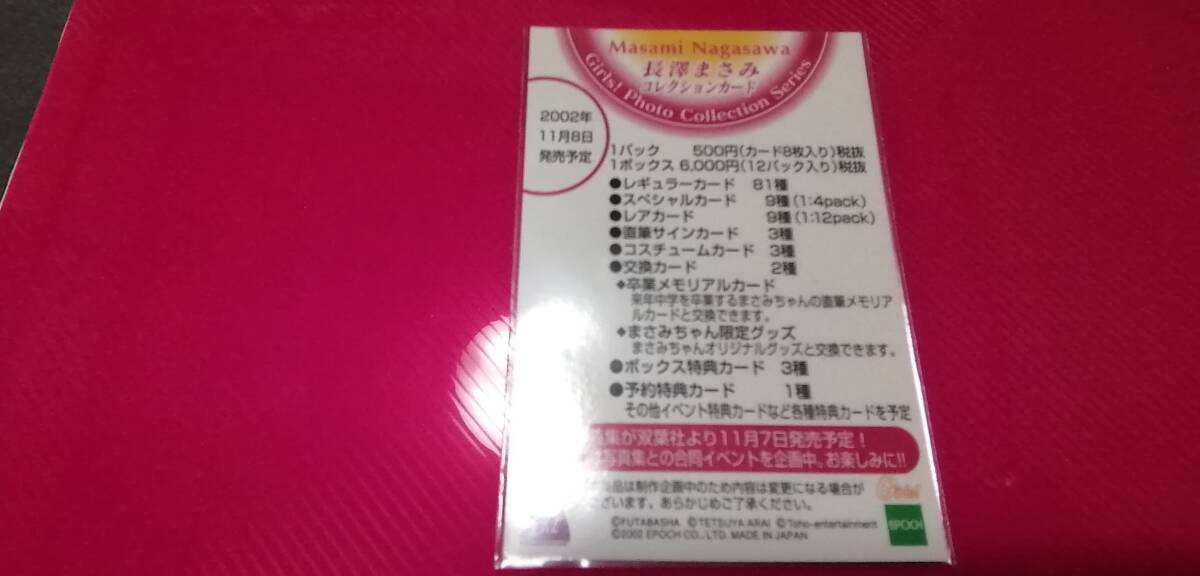 Masami Nagasawa
長澤まさみ
コレクションカード
Girls! Photo Collection Series
2002年
11月8日
発売予定
1パック 500円(カード8枚入り)税抜
1ボックス 6,000円(12パック入り)税抜
●レギュラーカード 81種
●スペシャルカード 9種(1:4pack)
●レアカード 9種(1:12pack)
●直筆サインカード 3種
●コスチュームカード 3種
●交換カード 2種
◆卒業メモリアルカード
来年中学を卒業するまさみちゃんの直筆メモリア
ルカードと交換できます。
◆まさみちゃん限定グッズ
まさみちゃんオリジナルグッズと交換できます。
●ボックス特典カード 3種
●予約特典カード 1種
その他イベント特典カードなど各種特典カードを予定
集が双葉社より11月7日発売予定!
写真集との合同イベントを企画中。お楽しみに!!
品は制作企画中のため内容は変更になる場合が
ございます。あらかじめご了承ください。
©FUTABASHA ©TETSUYA ARAI ©Toho-entertainment
©2002 EPOCH CO., LTD. MADE IN JAPAN
EPOCH